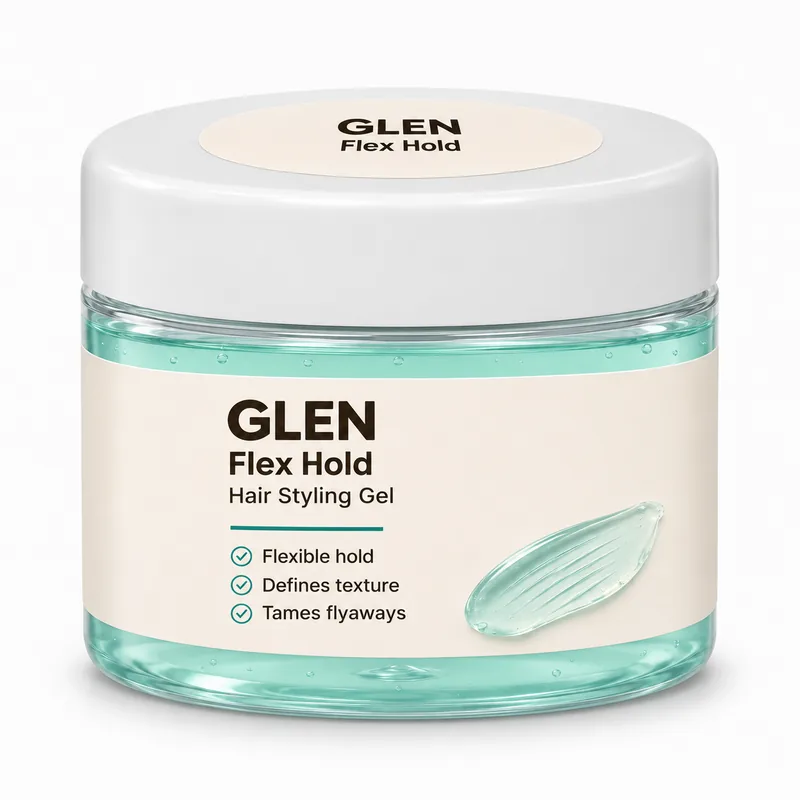 GLEN
Flex Hold
GLEN
Flex Hold
Hair Styling Gel
Flexible hold
Defines texture
Tames flyaways